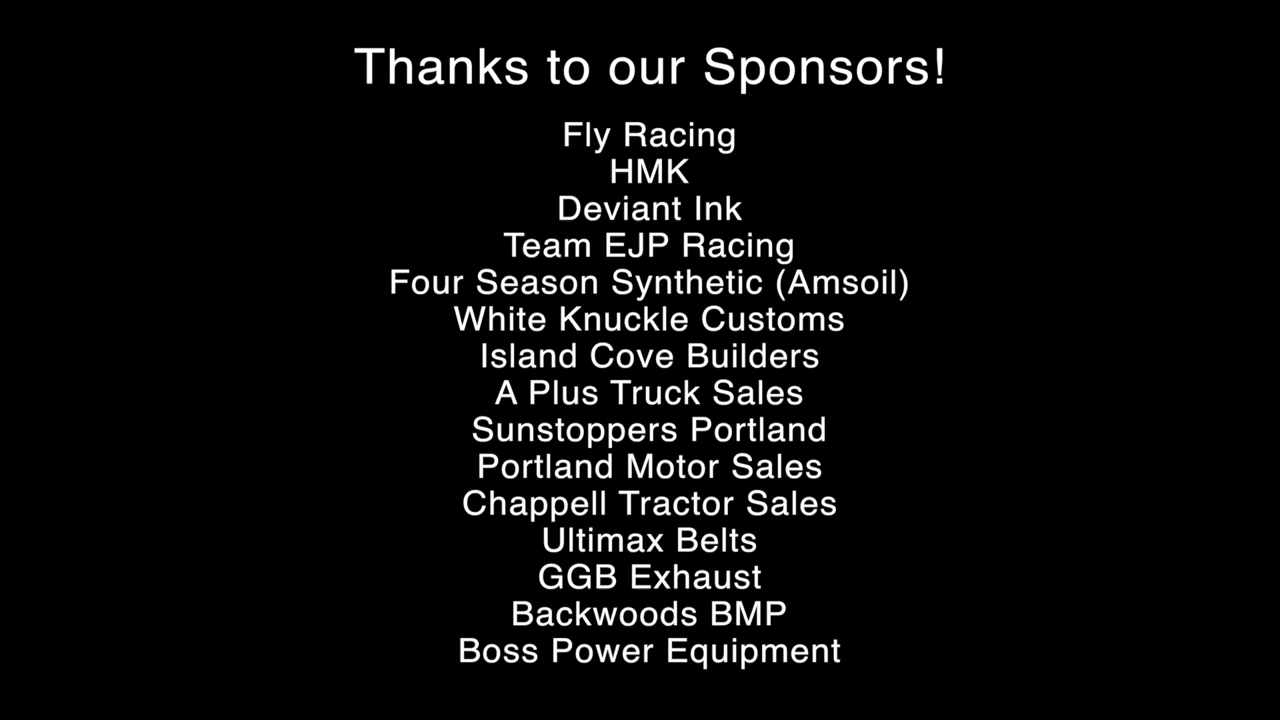 Thanks to our Sponsors!
Fly Racing
HMK
Deviant Ink
Team EJP Racing
Four Season Synthetic (Amsoil)
White Knuckle Customs
Island Cove Builders
A Plus Truck Sales
Sunstoppers Portland
Portland Motor Sales
Chappell Tractor Sales
Ultimax Belts
GGB Exhaust
Backwoods BMP
Boss Power Equipment